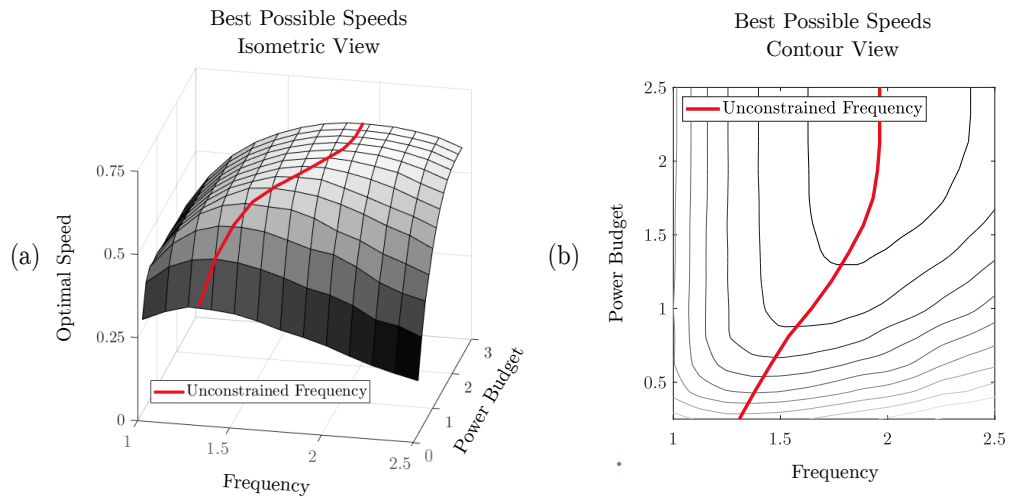 Best Possible Speeds
Isometric View
(a)
Optimal Speed
0.75
0.5
0.25
0
1
1.5
2
2.5
Frequency
0
1
2
3
Power Budget
Unconstrained Frequency
Best Possible Speeds
Contour View
(b)
Power Budget
2.5
2
1.5
1
0.5
1
1.5
2
2.5
Frequency
Unconstrained Frequency